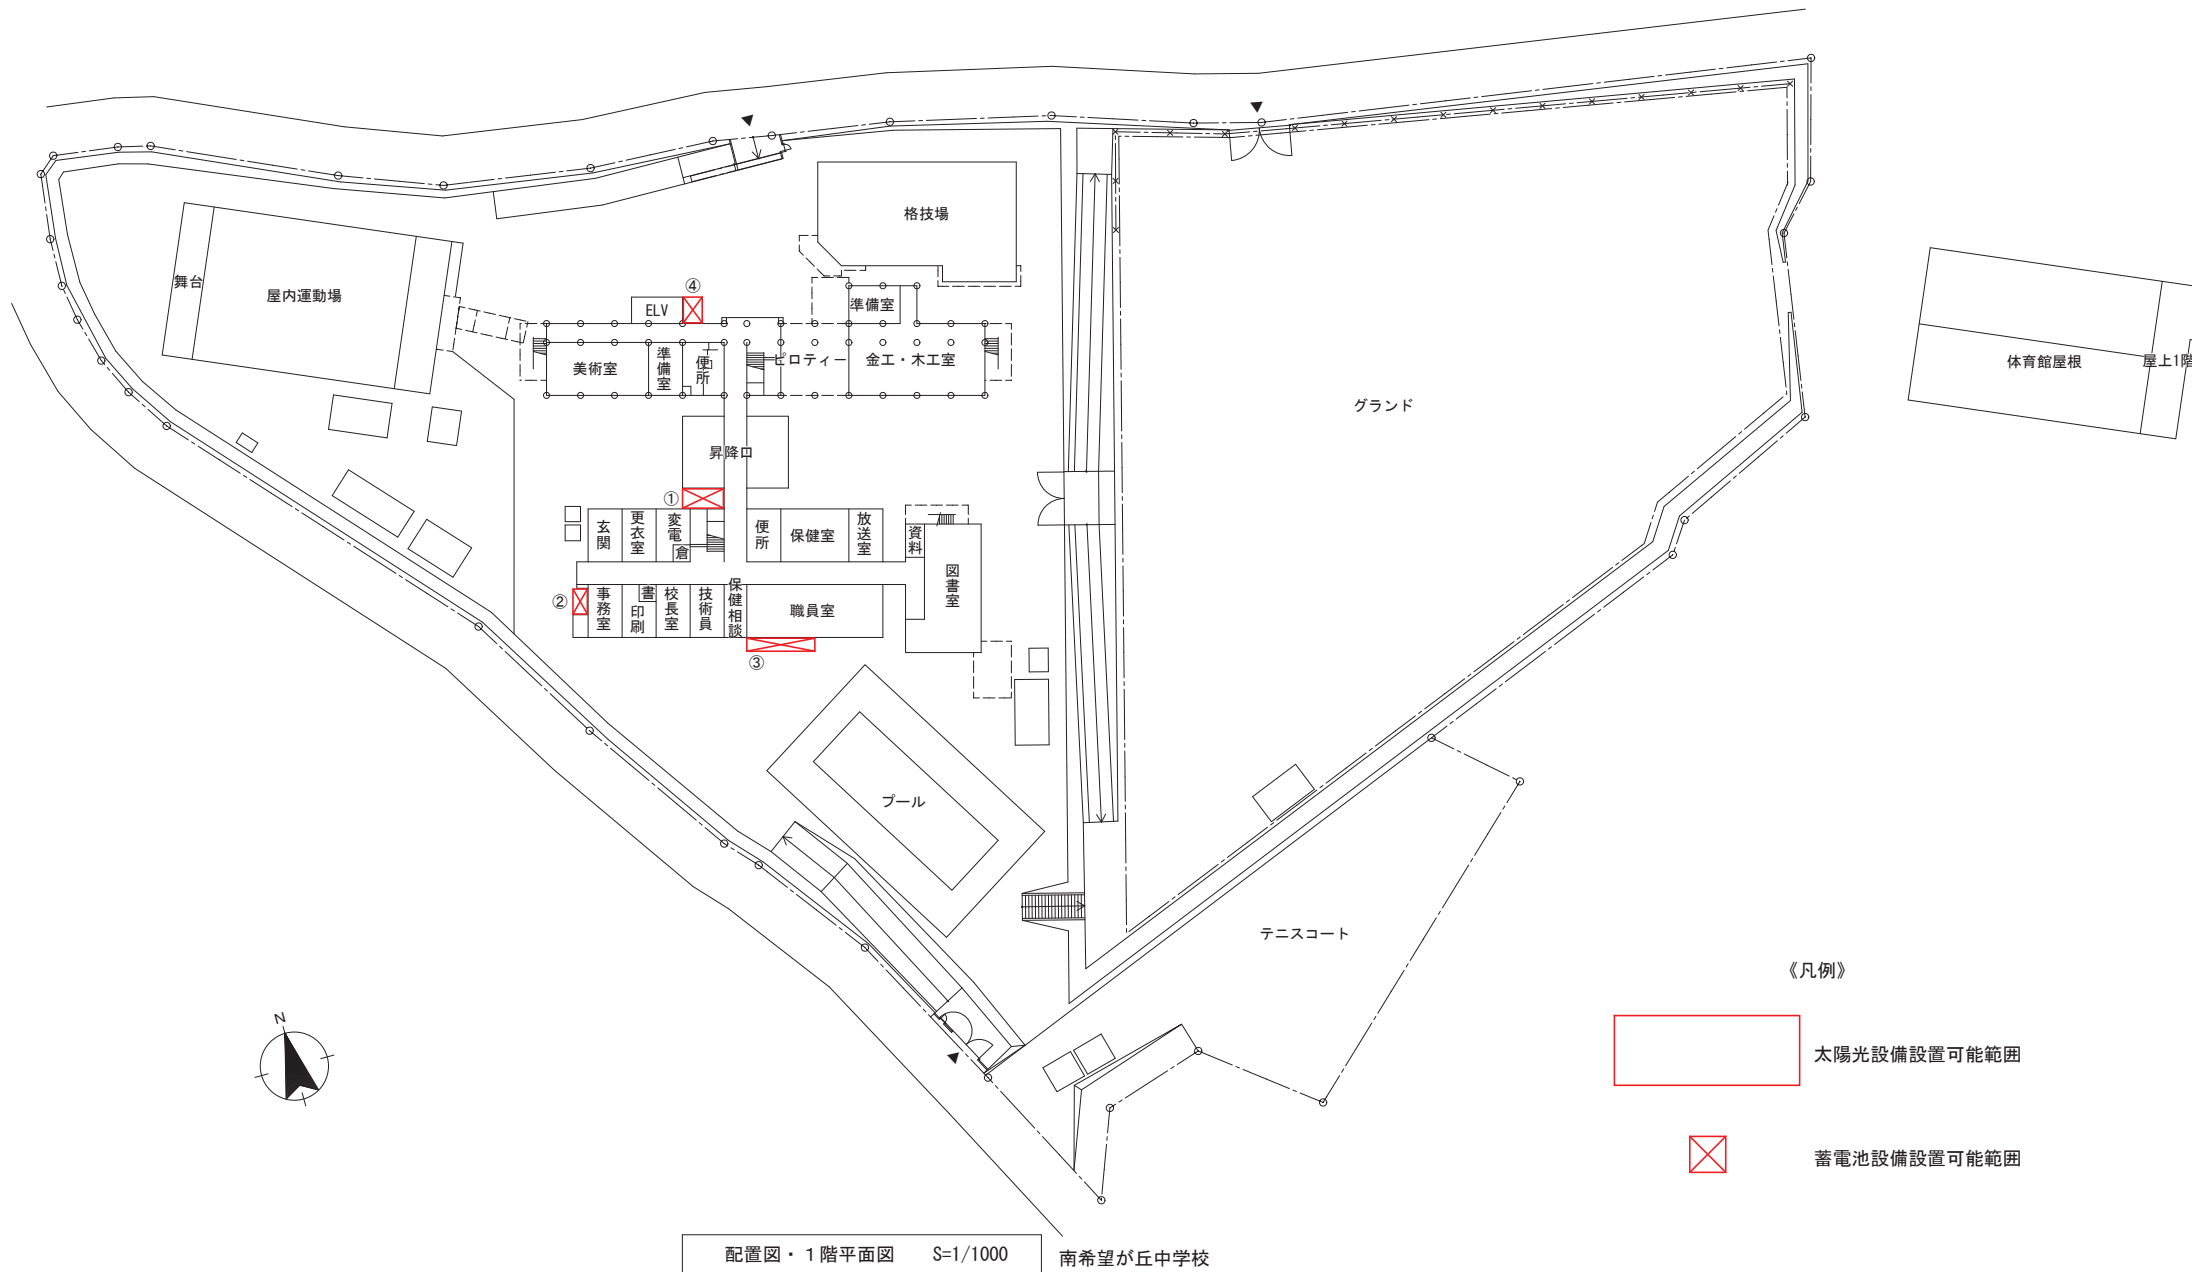 格技場
舞台
屋内運動場
④
ELV
準備室
美術室
準備室
便所
ピロティー
金工・木工室
体育館屋根
屋上1階
グランド
昇降口
①
玄関
更衣室
変電
倉
便所
保健室
放送室
資料
図書室
②
事務室
印刷
書
校長室
技術員
保健相談
職員室
③
プール
テニスコート
《凡例》
N
太陽光設備設置可能範囲
蓄電池設備設置可能範囲
配置図・1階平面図 S=1/1000
南希望が丘中学校